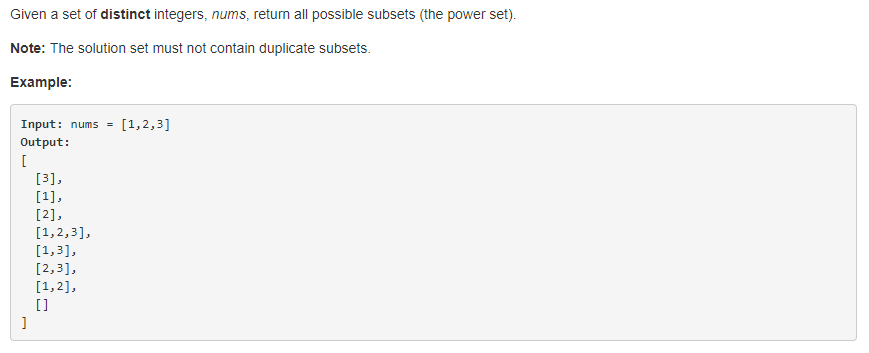 Given a set of distinct integers, nums, return all possible subsets (the power set).
Note: The solution set must not contain duplicate subsets.
Example:
Input: nums = [1,2,3]
Output:
[
  [3],
  [1],
  [2],
  [1,2,3],
  [1,3],
  [2,3],
  [1,2],
  []
]